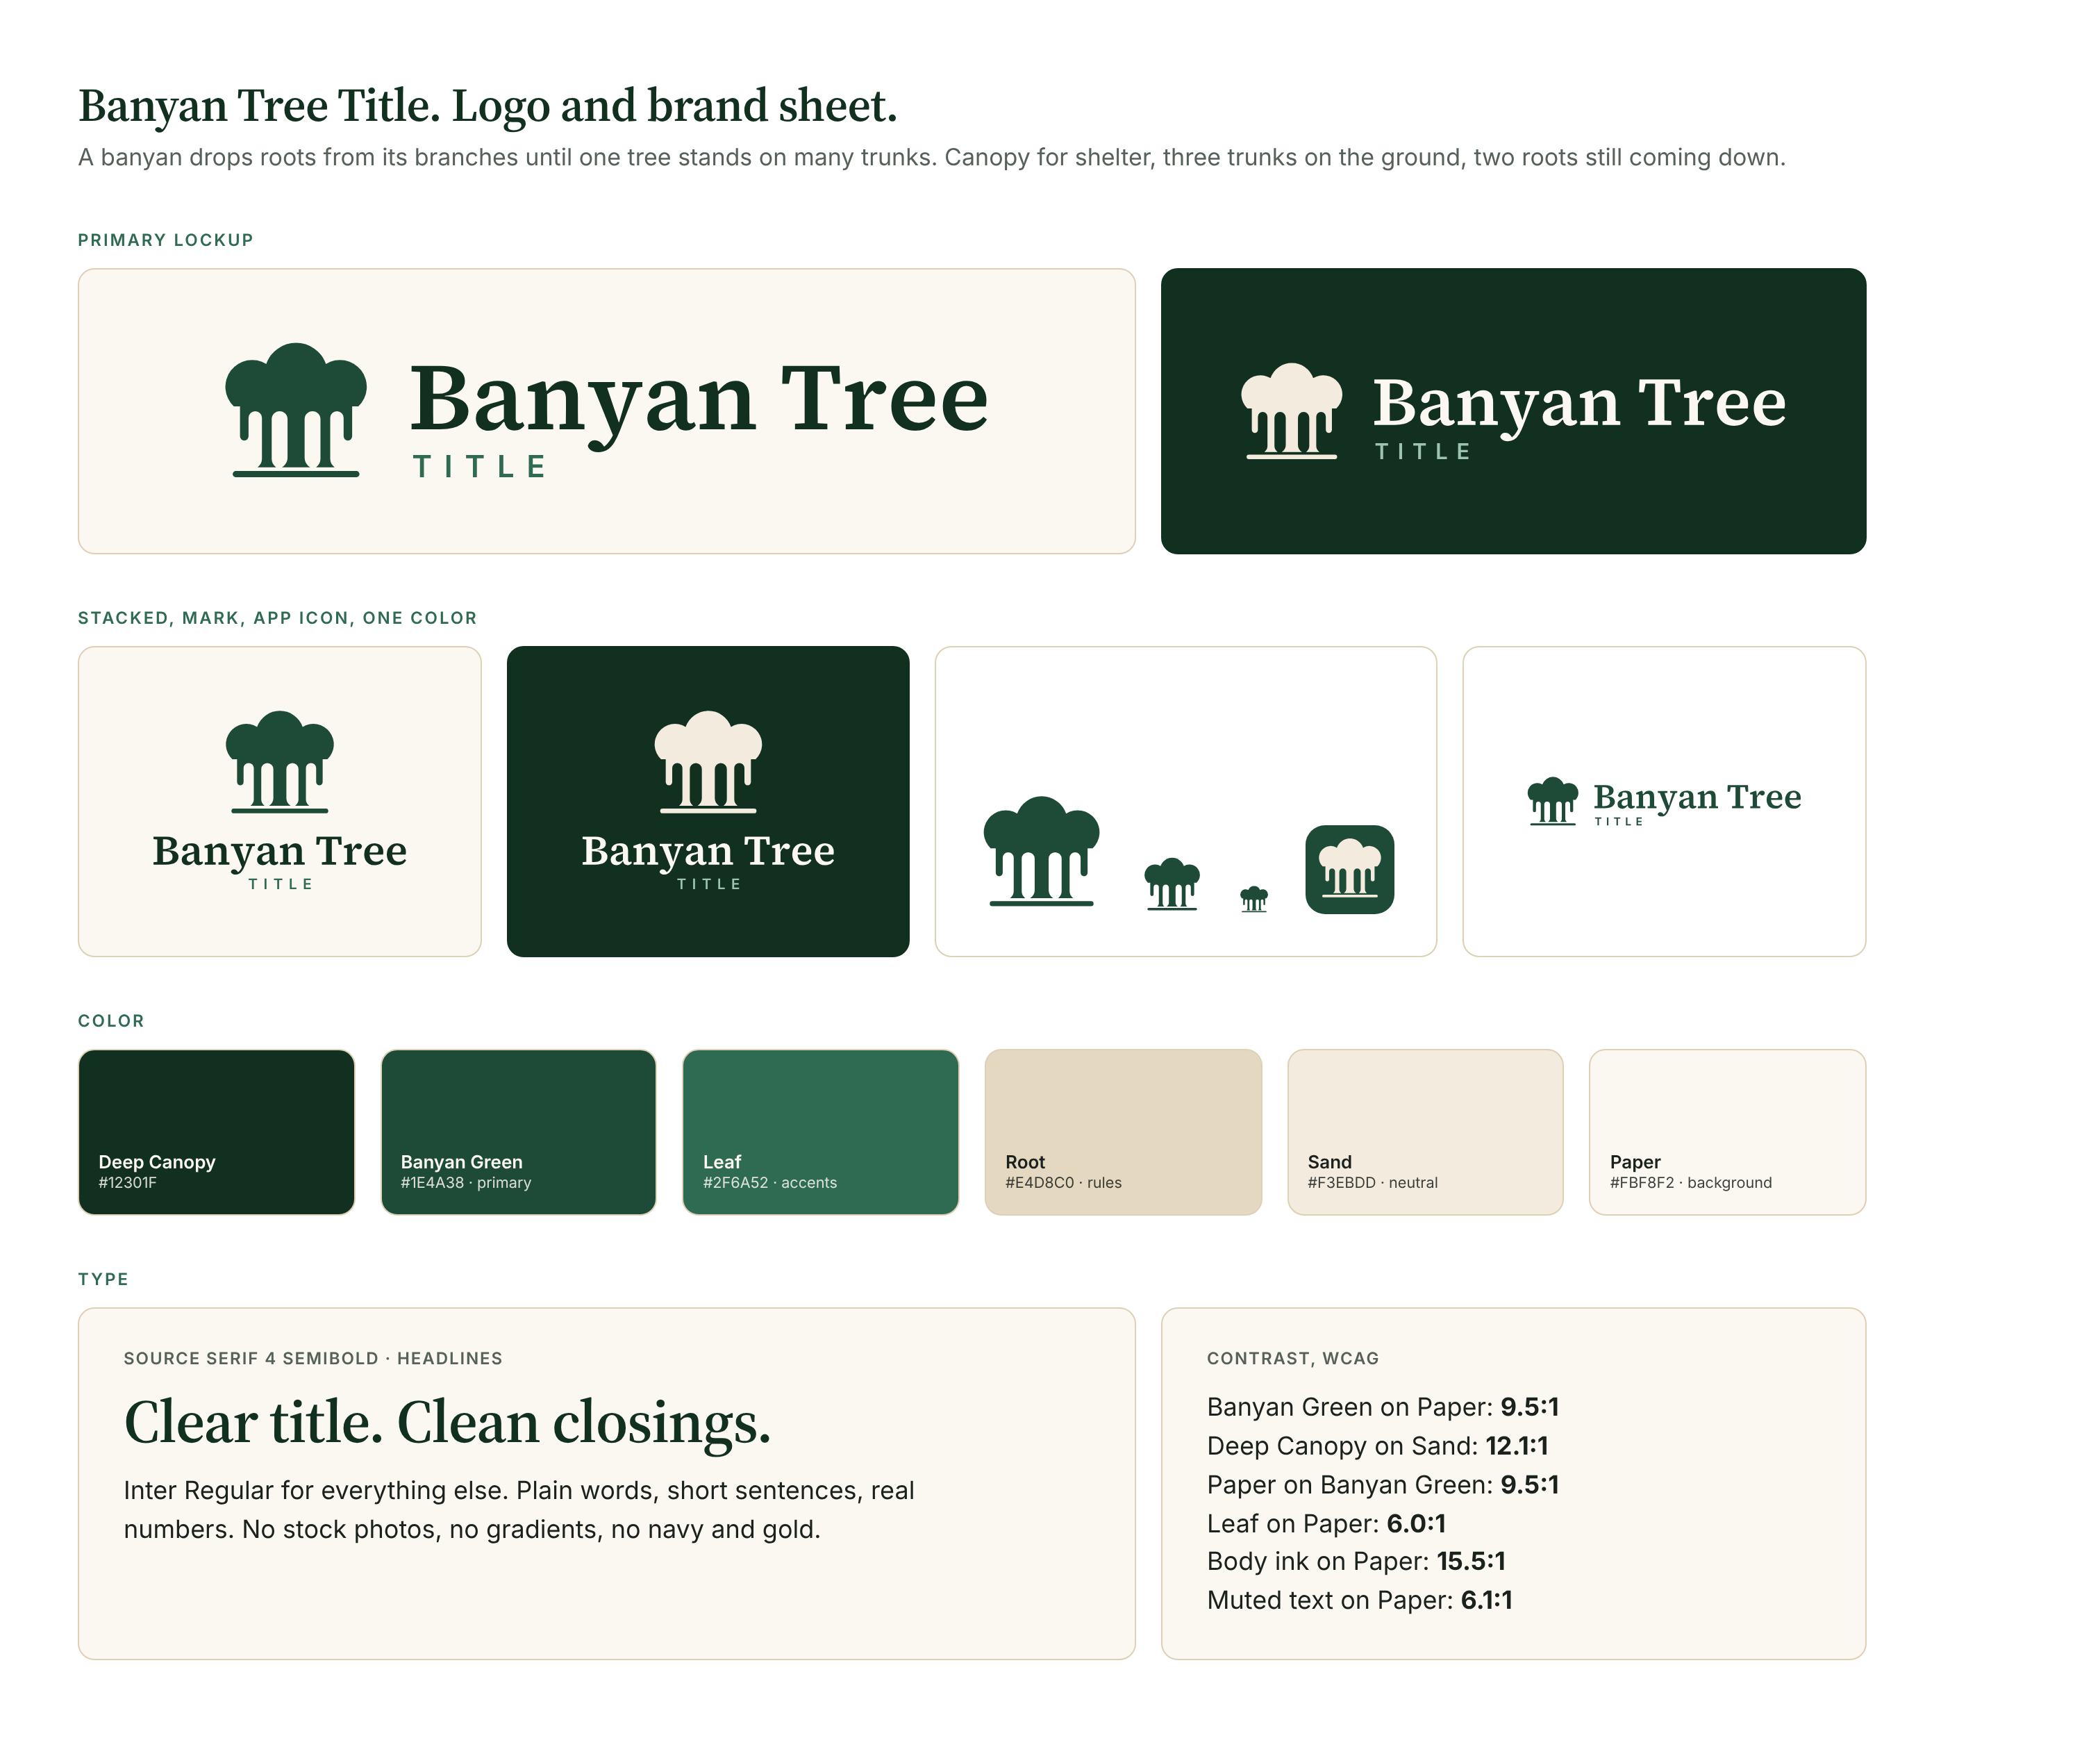 Banyan Tree Title. Logo and brand sheet.
A banyan drops roots from its branches until one tree stands on many trunks. Canopy for shelter, three trunks on the ground, two roots still coming down.
PRIMARY LOCKUP
Banyan Tree
TITLE
Banyan Tree
TITLE
STACKED, MARK, APP ICON, ONE COLOR
Banyan Tree
TITLE
Banyan Tree
TITLE
Banyan Tree
TITLE
COLOR
Deep Canopy
#12301F
Banyan Green
#1E4A38 · primary
Leaf
#2F6A52 · accents
Root
#E4D8C0 · rules
Sand
#F3EBDD · neutral
Paper
#FBF8F2 · background
TYPE
SOURCE SERIF 4 SEMIBOLD · HEADLINES
Clear title. Clean closings.
Inter Regular for everything else. Plain words, short sentences, real
numbers. No stock photos, no gradients, no navy and gold.
CONTRAST, WCAG
Banyan Green on Paper: 9.5:1
Deep Canopy on Sand: 12.1:1
Paper on Banyan Green: 9.5:1
Leaf on Paper: 6.0:1
Body ink on Paper: 15.5:1
Muted text on Paper: 6.1:1